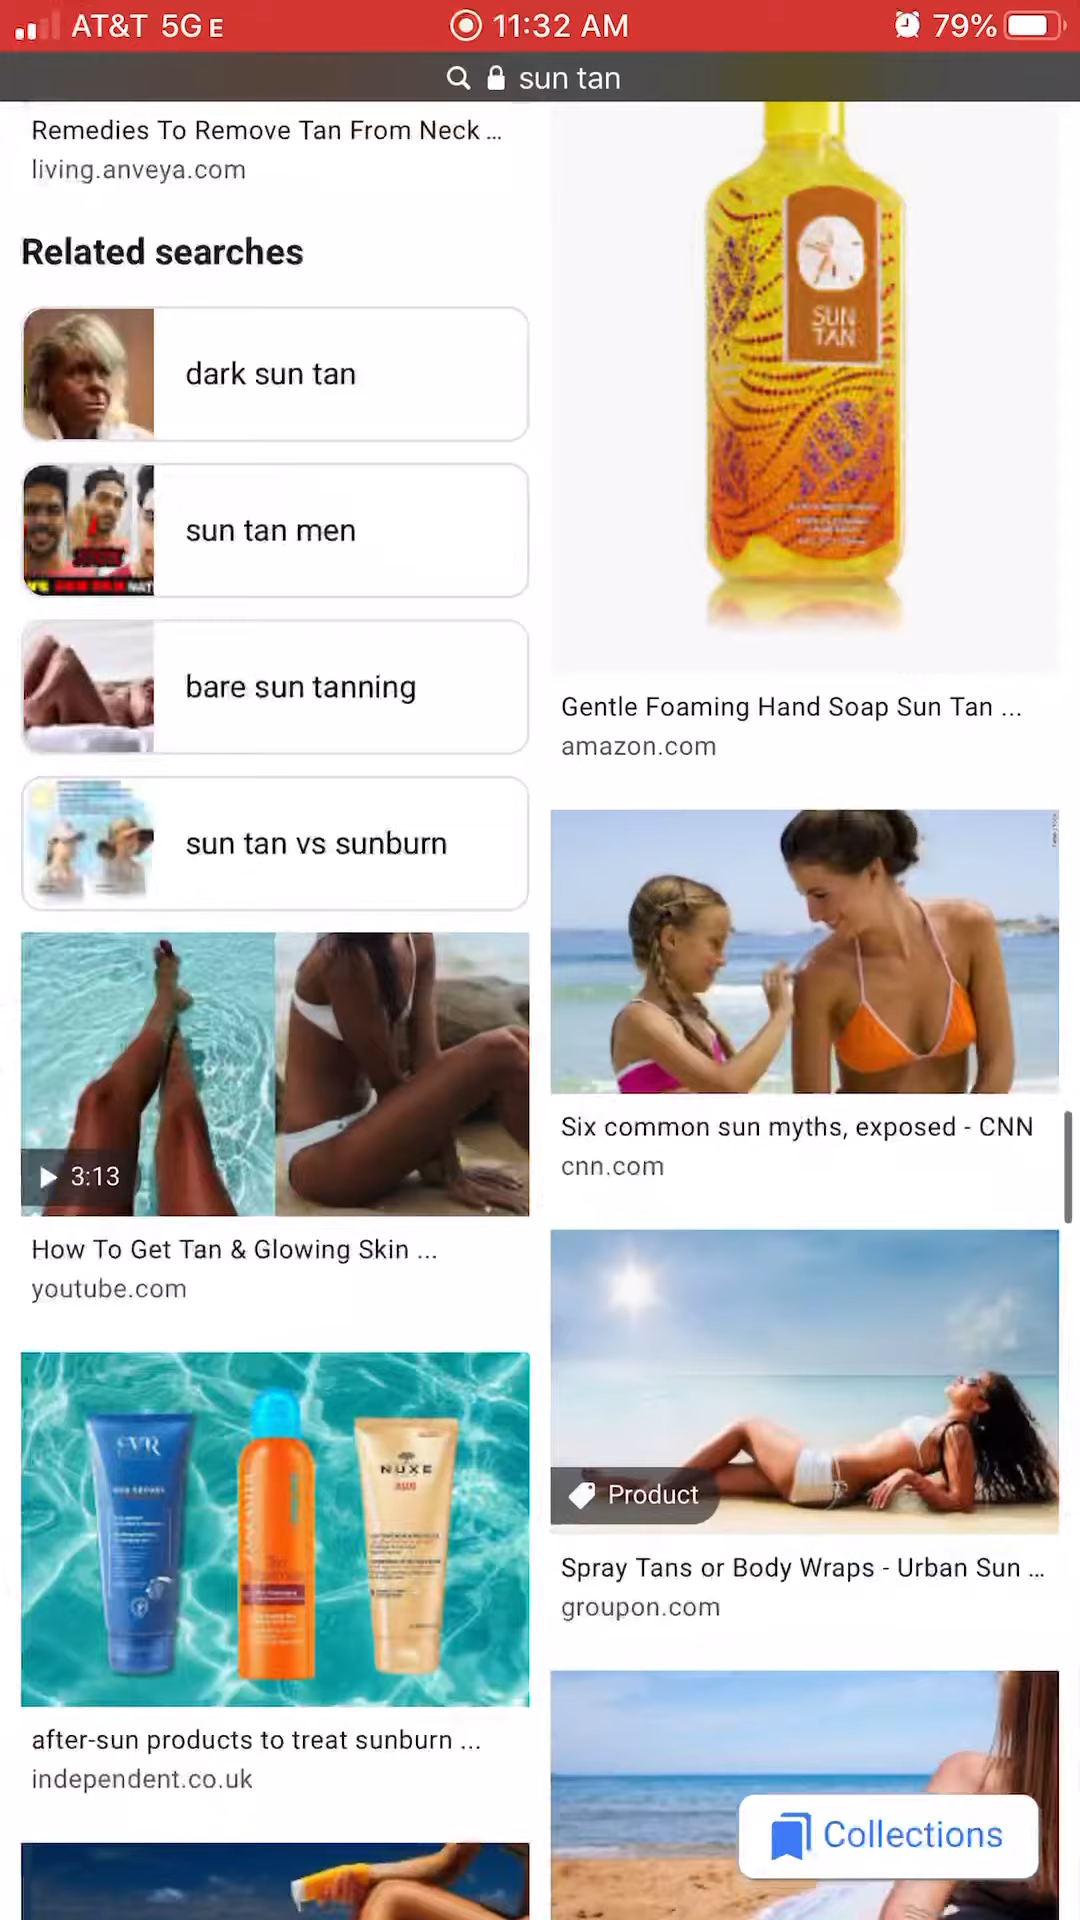 AT&T 5GE
11:32 AM
79%
sun tan
Remedies To Remove Tan From Neck ...
living.anveya.com
Related searches
dark sun tan
sun tan men
bare sun tanning
sun tan vs sunburn
3:13
How To Get Tan & Glowing Skin ...
youtube.com
SVR
NUXE
SUN
after-sun products to treat sunburn ...
independent.co.uk
SUN
TAN
Gentle Foaming Hand Soap Sun Tan ...
amazon.com
Six common sun myths, exposed - CNN
cnn.com
Product
Spray Tans or Body Wraps - Urban Sun ...
groupon.com
Collections